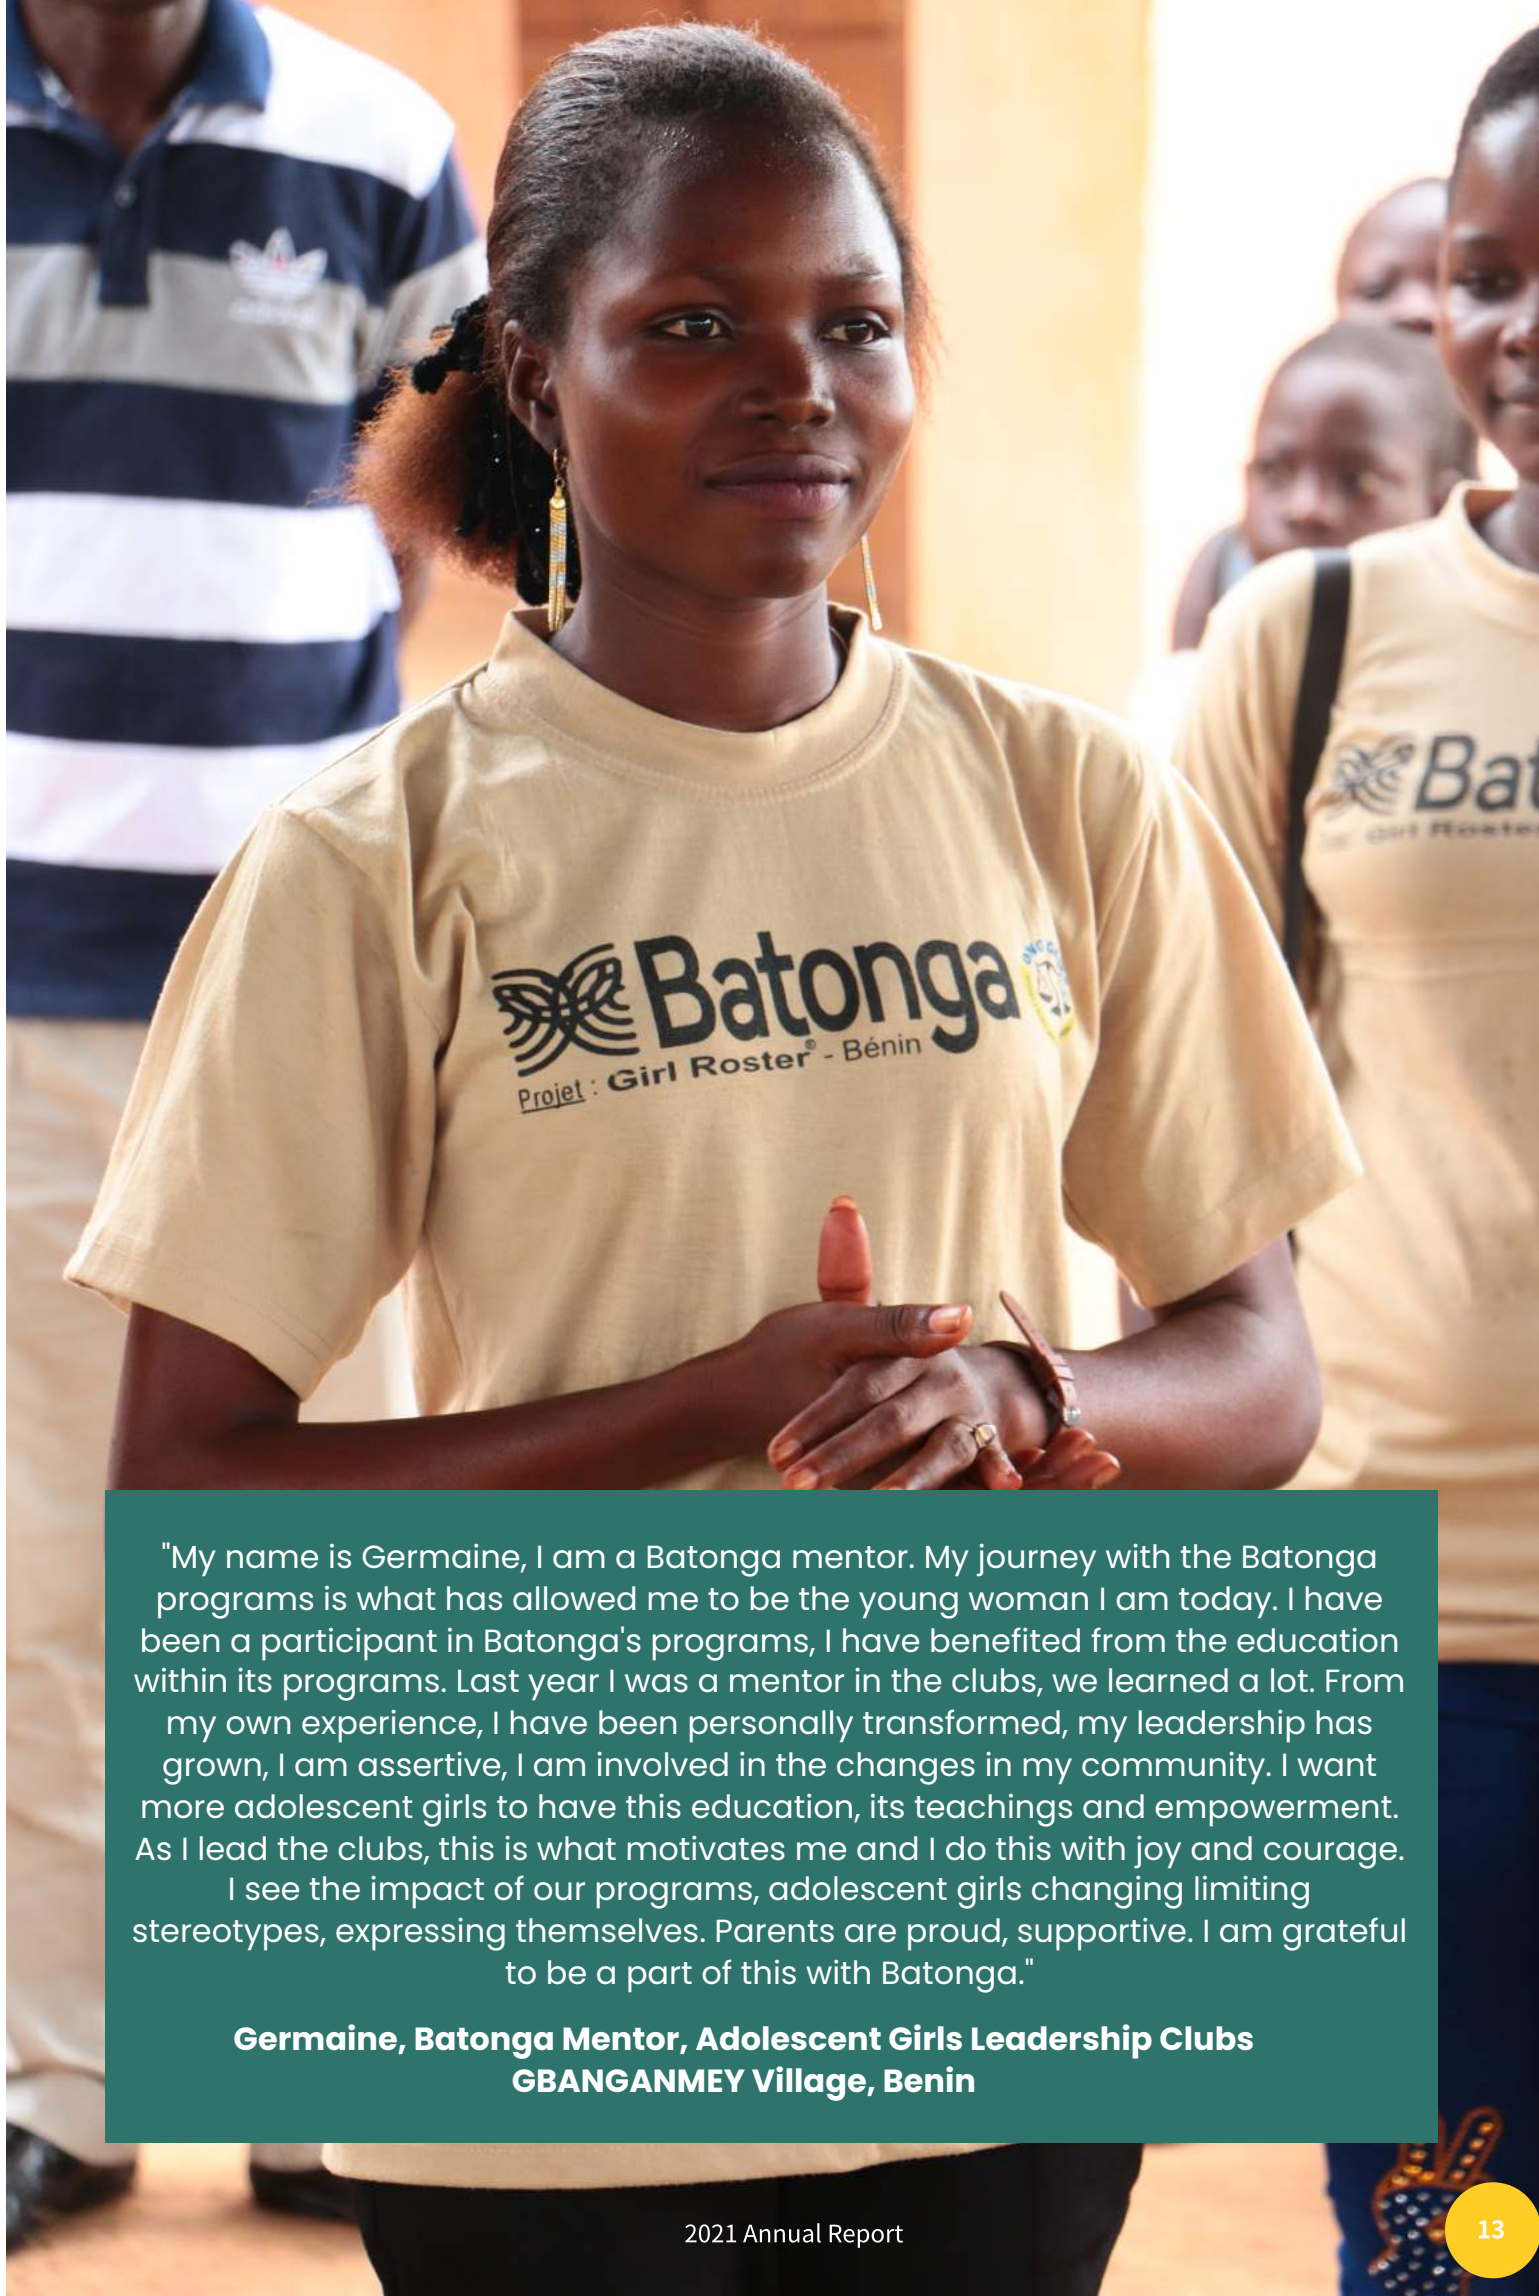 Batonga
Projet : Girl Roster® - Bénin
ONG
Bat
Girl Roster
"My name is Germaine, I am a Batonga mentor. My journey with the Batonga
programs is what has allowed me to be the young woman I am today. I have
been a participant in Batonga's programs, I have benefited from the education
within its programs. Last year I was a mentor in the clubs, we learned a lot. From
my own experience, I have been personally transformed, my leadership has
grown, I am assertive, I am involved in the changes in my community. I want
more adolescent girls to have this education, its teachings and empowerment.
As I lead the clubs, this is what motivates me and I do this with joy and courage.
I see the impact of our programs, adolescent girls changing limiting
stereotypes, expressing themselves. Parents are proud, supportive. I am grateful
to be a part of this with Batonga."
Germaine, Batonga Mentor, Adolescent Girls Leadership Clubs
GBANGANMEY Village, Benin
2021 Annual Report
13